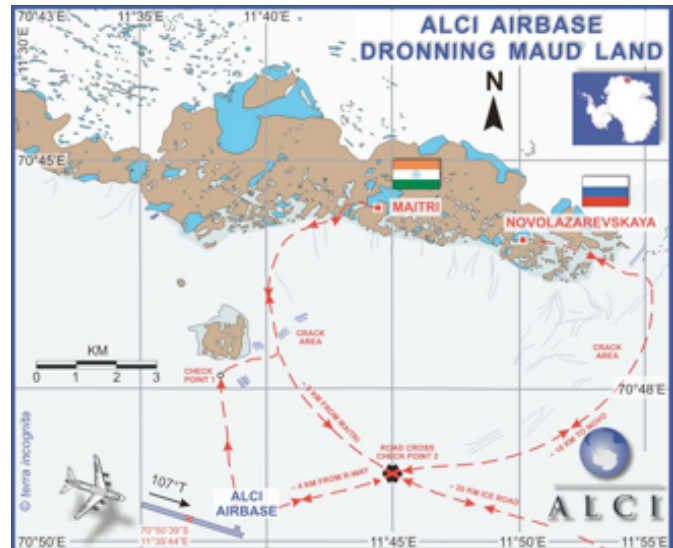 70°43'E
11°35'E
11°40'E
11°30'E
ALCI AIRBASE
DRONNING MAUD LAND
N
70°45'E
MAITRI
NOVOLAZAREVSKAYA
KM
0 1 2 3
CRACK
AREA
CRACK
AREA
CHECK
POINT 1
70°48'E
~ 9 KM FROM MAITRI
ROAD CROSS
CHECK POINT 2
~ 10 KM TO NOVO
© terra incognita
107°T
ALCI
AIRBASE
~ 4 KM FROM R-WAY
~ 20 KM ICE ROAD
ALCI
70°50'39"S
11°35'44"E
70°50'E
11°45'E
11°50'E
11°55'E